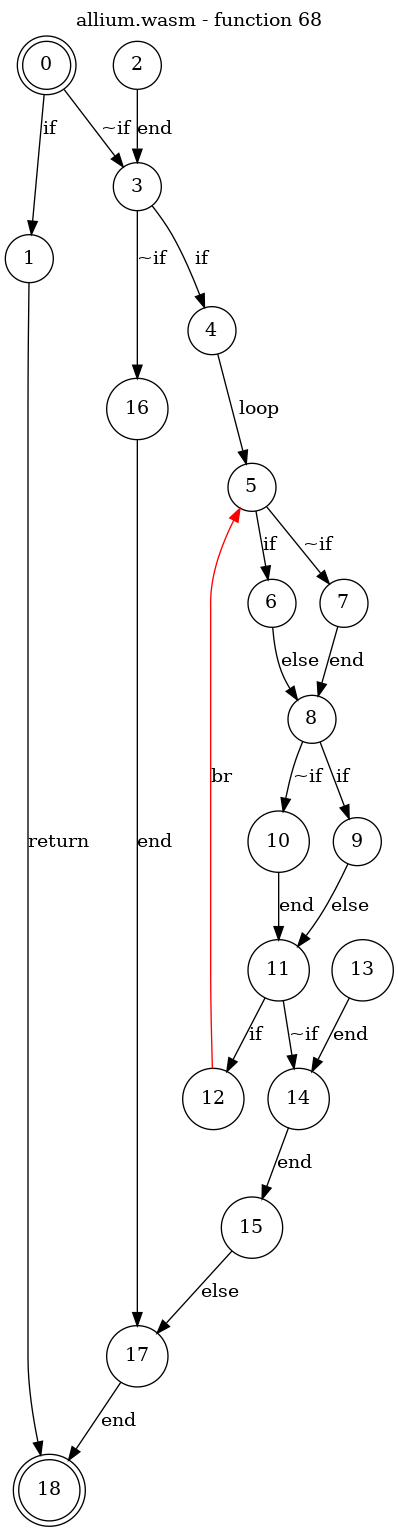 allium.wasm - function 68
0
2
if
~if
end
3
1
~if
if
4
16
loop
5
if
~if
6
7
else
end
8
br
~if
if
return
end
10
9
end
else
11
13
if
~if
end
12
14
end
15
else
17
end
18